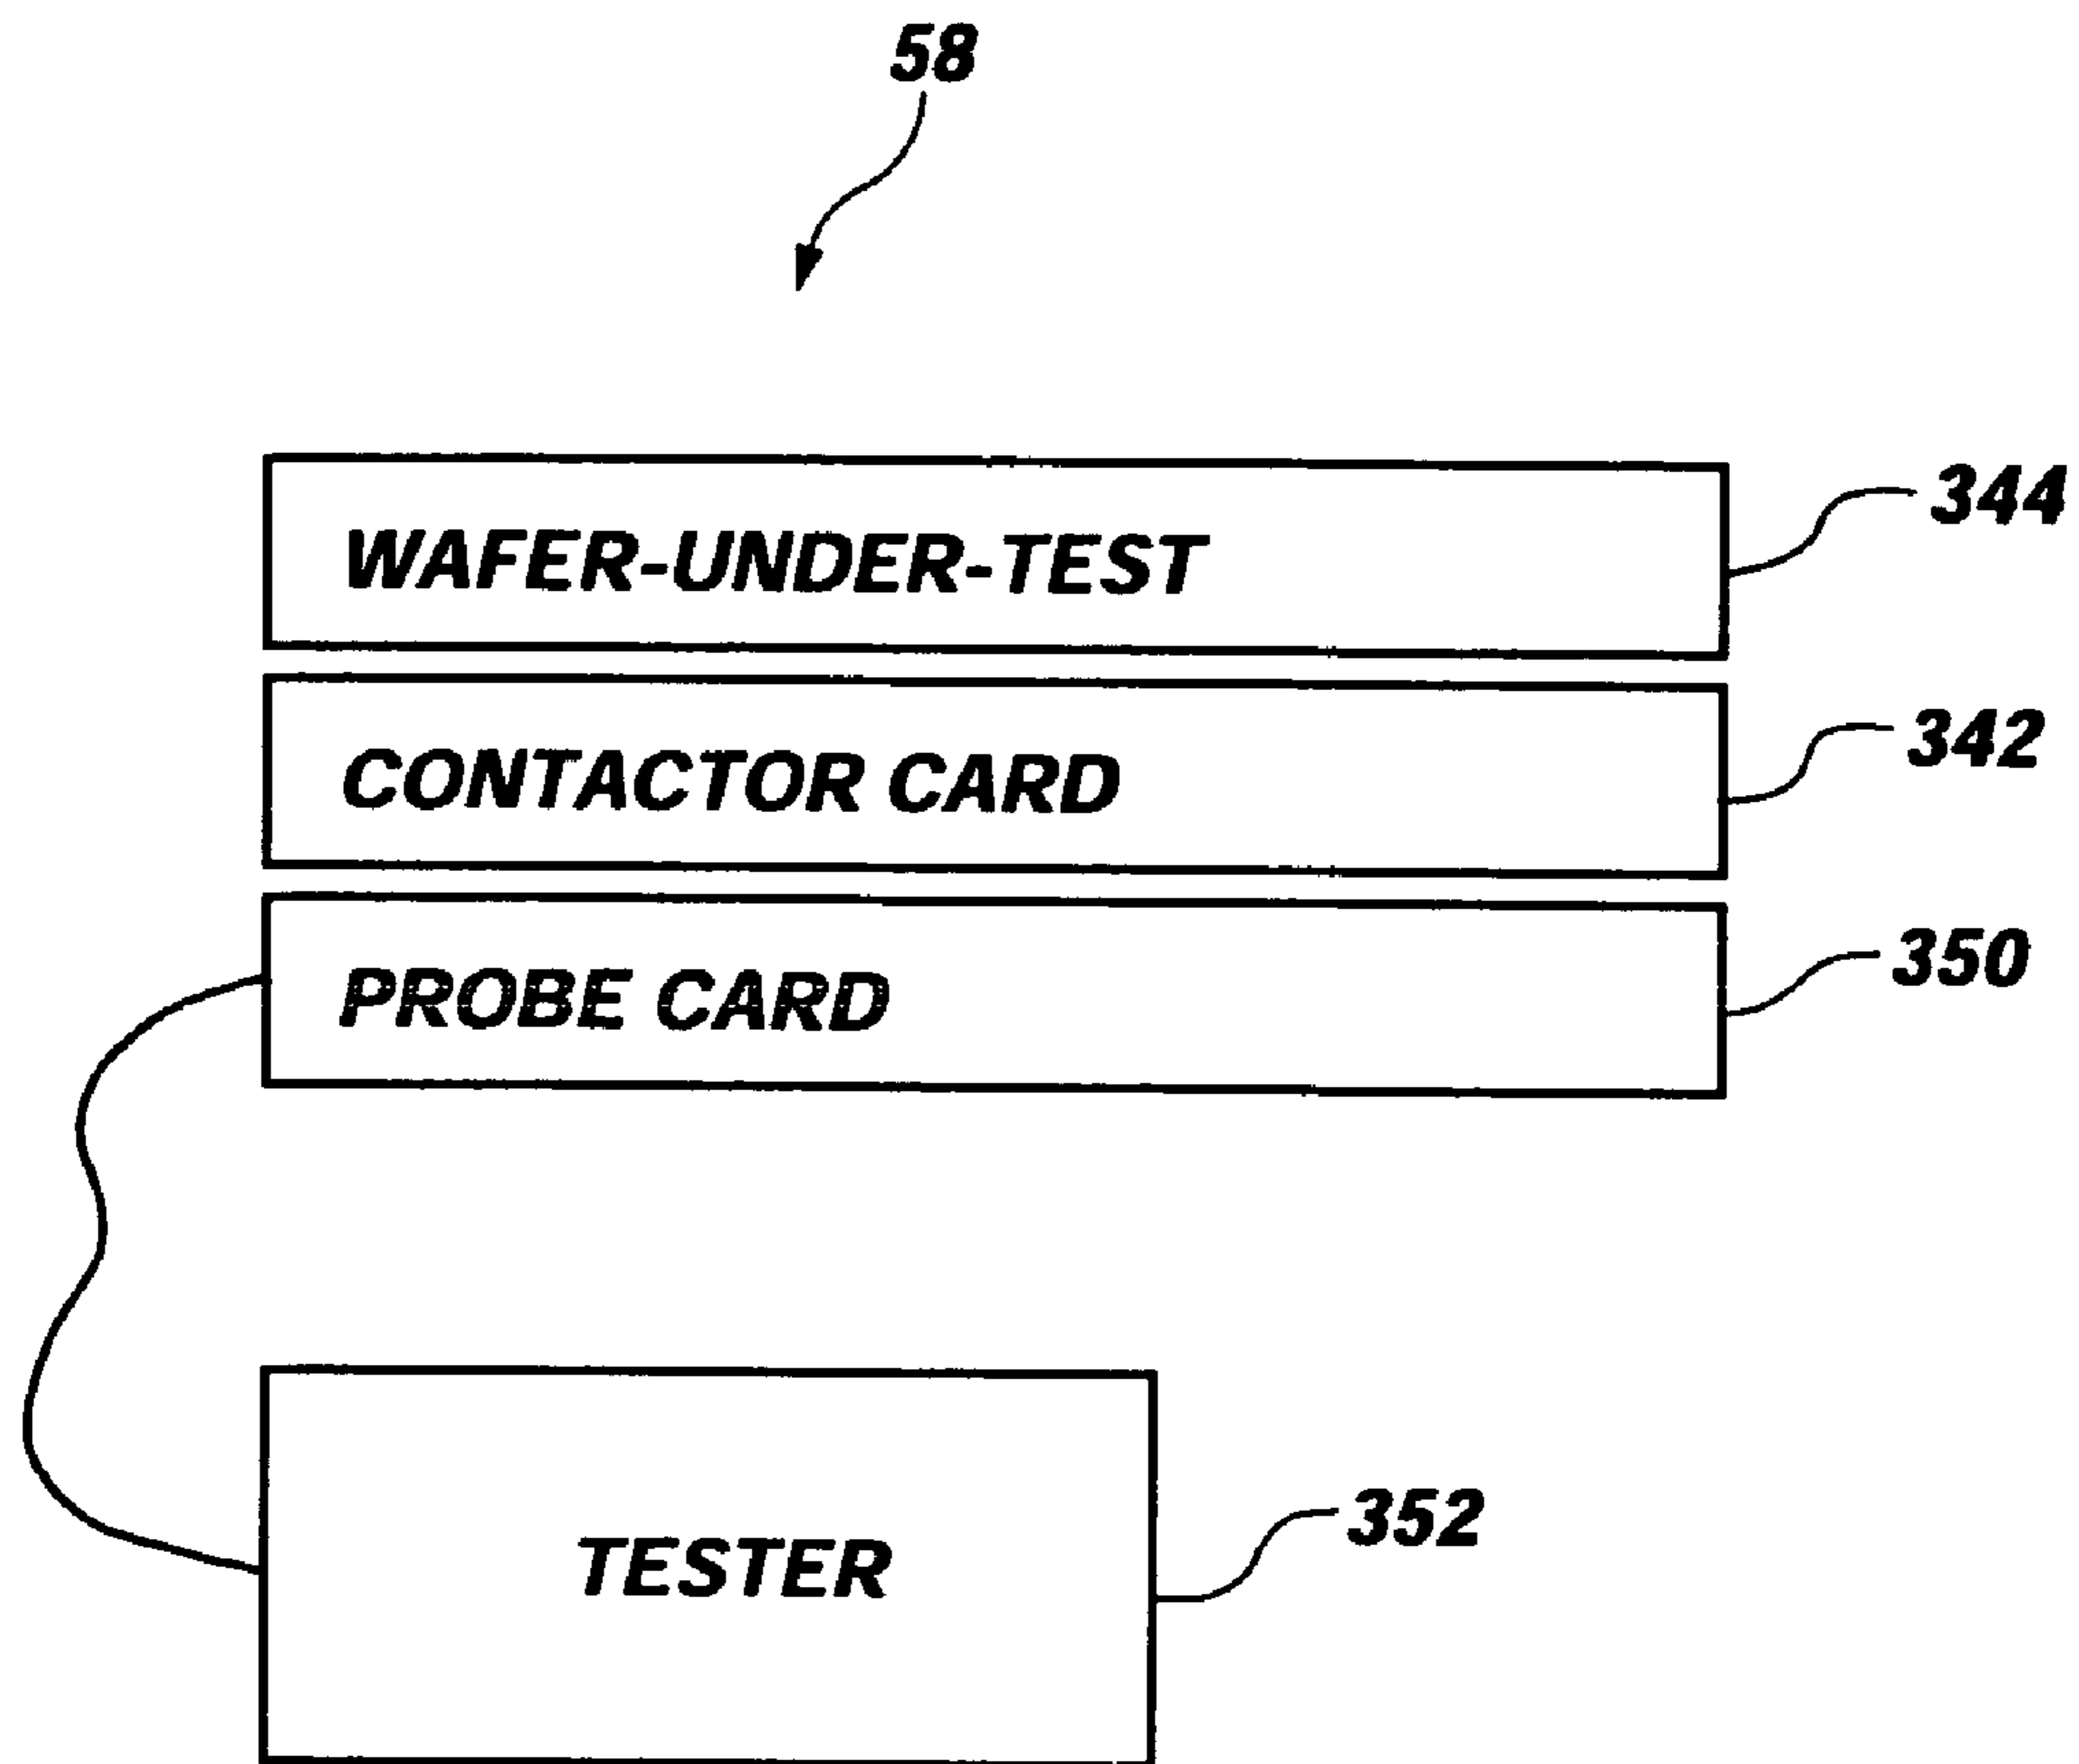 58
WAFER-UNDER-TEST
344
CONTACTOR CARD
342
PROBE CARD
350
TESTER
352